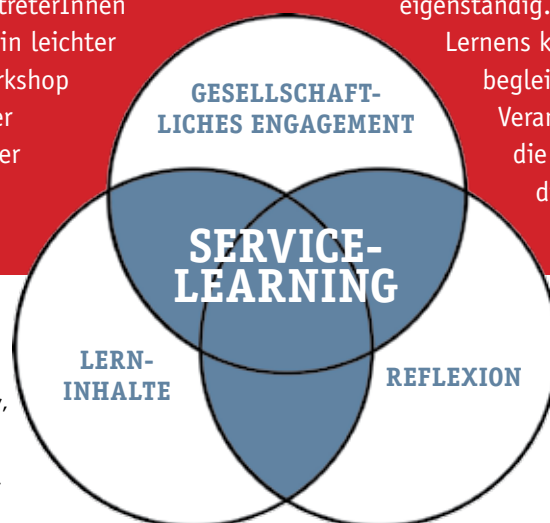 treterInnen
in leichter
rkshop
er
er
eigenständig.
Lernens k
beglei
Veran
die
d
GESELLSCHAFT-
LICHES ENGAGEMENT
SERVICE-
LEARNING
LERN-
INHALTE
REFLEXION